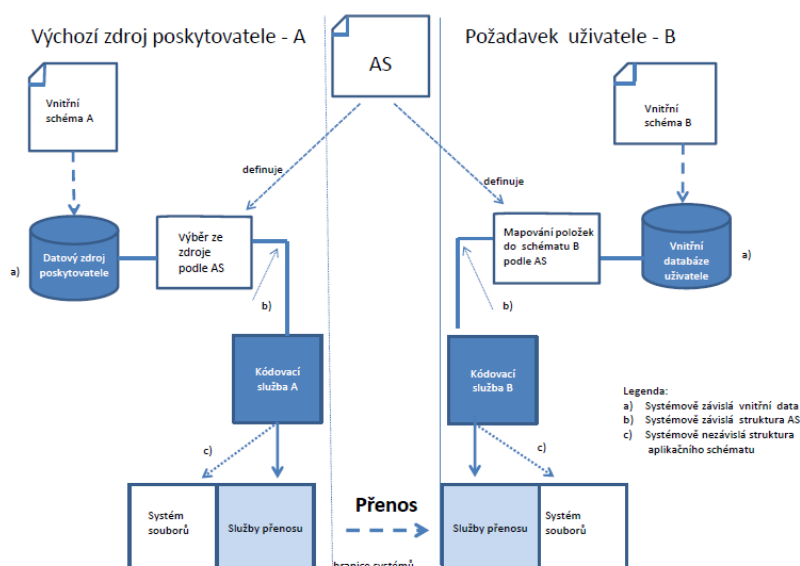 Výchozí zdroj poskytovatele - A
Požadavek uživatele - B
AS
Vnitřní
schéma A
Vnitřní
schéma B
definuje
definuje
Datový zdroj
poskytovatele
a)
Výběr ze
zdroje
podle AS
b)
Mapování položek
do schématu B
podle AS
b)
Vnitřní
databáze
uživatele
a)
Kódovací
služba A
Kódovací
služba B
Legenda:
a) Systémově závislá vnitřní data
b) Systémově závislá struktura AS
c) Systémově nezávislá struktura
aplikačního schématu
c)
c)
Systém
souborů
Služby přenosu
Přenos
Služby přenosu
Systém
souborů
hranice systémů